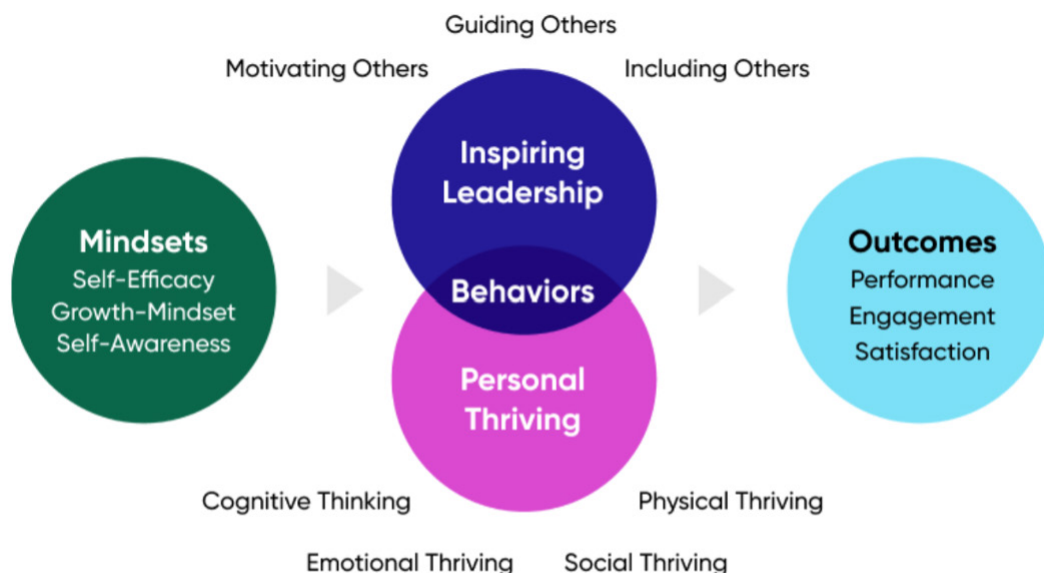 Guiding Others
Motivating Others
Including Others
Inspiring
Leadership
Mindsets
Self-Efficacy
Growth-Mindset
Self-Awareness
Behaviors
Outcomes
Performance
Engagement
Satisfaction
Personal
Thriving
Cognitive Thinking
Physical Thriving
Emotional Thriving
Social Thriving